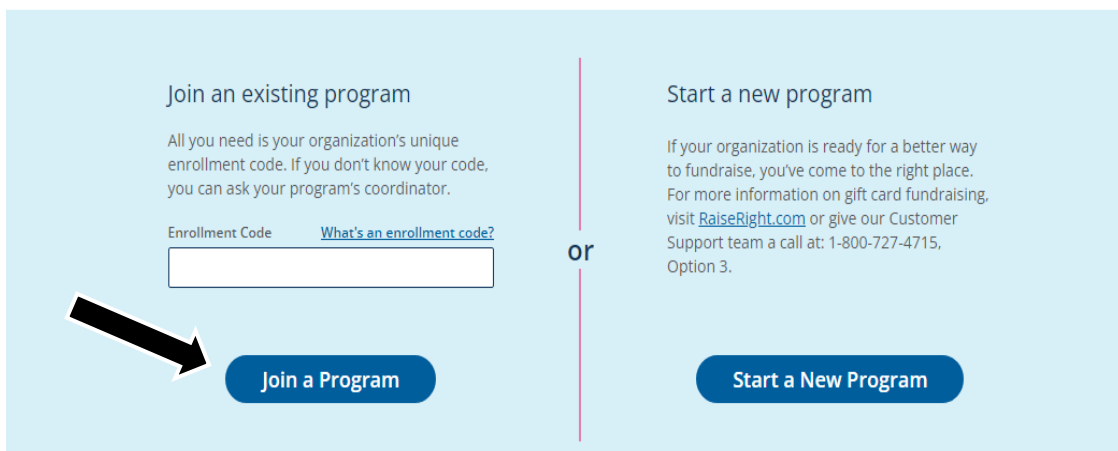 Join an existing program
All you need is your organization's unique
enrollment code. If you don't know your code,
you can ask your program's coordinator.
Enrollment Code What's an enrollment code?
Join a Program
or
Start a new program
If your organization is ready for a better way
to fundraise, you've come to the right place.
For more information on gift card fundraising,
visit RaiseRight.com or give our Customer
Support team a call at: 1-800-727-4715,
Option 3.
Start a New Program